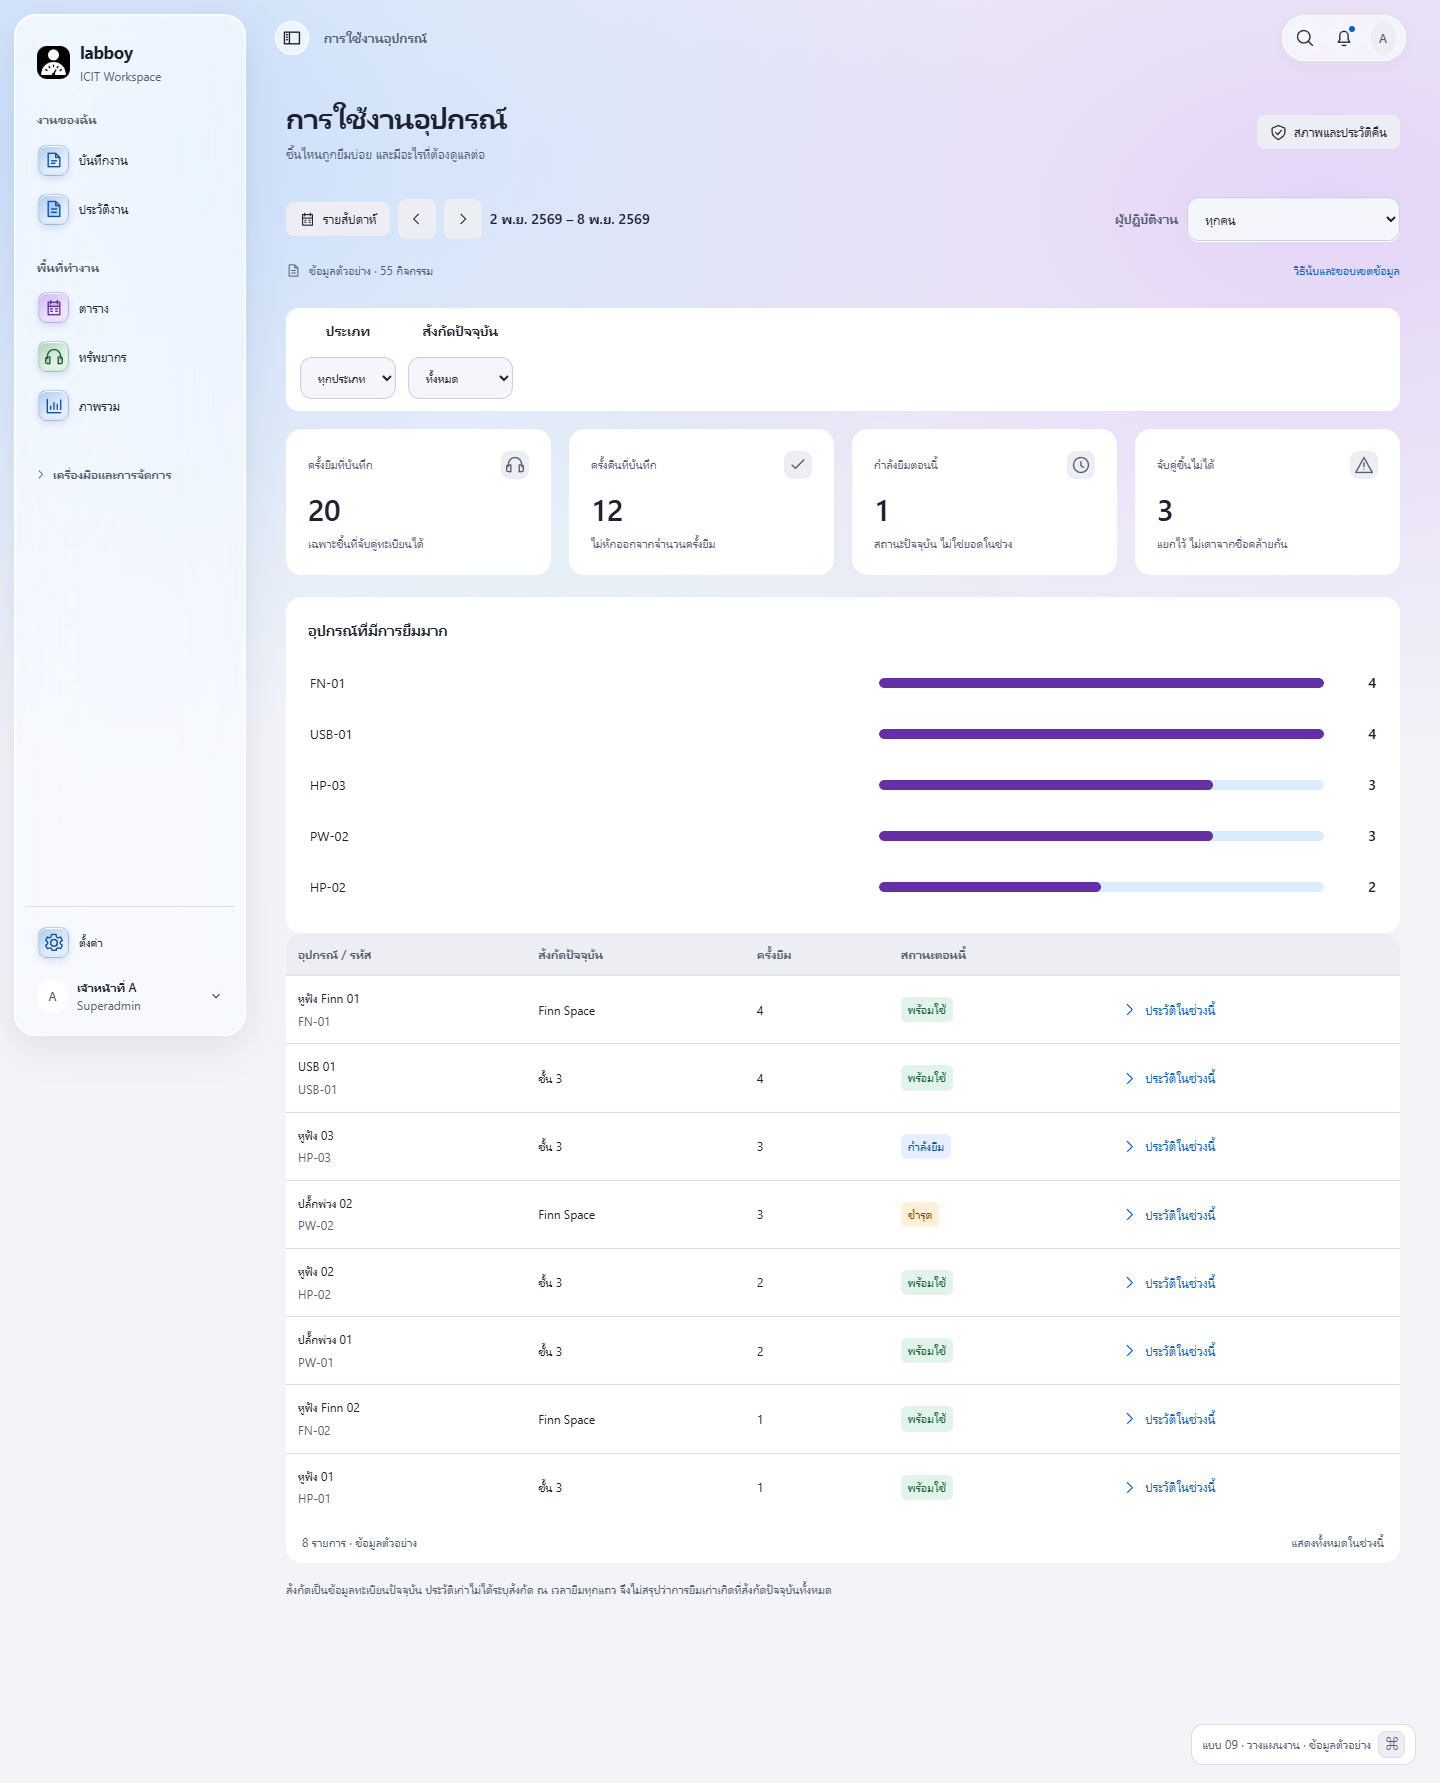 labboy
ICIT Workspace
งานของฉัน
บันทึกงาน
ประวัติงาน
พื้นที่ทำงาน
ตาราง
ทรัพยากร
ภาพรวม
เครื่องมือและการจัดการ
ตั้งค่า
A
เจ้าหน้าที่ A
Superadmin
การใช้งานอุปกรณ์
A
การใช้งานอุปกรณ์
ชิ้นไหนถูกยืมบ่อย และมีอะไรที่ต้องดูแลต่อ
สภาพและประวัติคืน
รายสัปดาห์
2 พ.ย. 2569 – 8 พ.ย. 2569
ผู้ปฏิบัติงาน
ทุกคน
ข้อมูลตัวอย่าง · 55 กิจกรรม
วิธีนับและขอบเขตข้อมูล
ประเภท
สังกัดปัจจุบัน
ทุกประเภท
ทั้งหมด
ครั้งยืมที่บันทึก
20
เฉพาะชิ้นที่จับคู่ทะเบียนได้
ครั้งคืนที่บันทึก
12
ไม่หักออกจากจำนวนครั้งยืม
กำลังยืมตอนนี้
1
สถานะปัจจุบัน ไม่ใช่ยอดในช่วง
จับคู่ชิ้นไม่ได้
3
แยกไว้ ไม่เดาจากชื่อคล้ายกัน
อุปกรณ์ที่มีการยืมมาก
FN-01 4
USB-01 4
HP-03 3
PW-02 3
HP-02 2
อุปกรณ์ / รหัส สังกัดปัจจุบัน ครั้งยืม สถานะตอนนี้
หูฟัง Finn 01
FN-01
Finn Space 4 พร้อมใช้ ประวัติในช่วงนี้
USB 01
USB-01
ชั้น 3 4 พร้อมใช้ ประวัติในช่วงนี้
หูฟัง 03
HP-03
ชั้น 3 3 กำลังยืม ประวัติในช่วงนี้
ปลั๊กพ่วง 02
PW-02
Finn Space 3 ชำรุด ประวัติในช่วงนี้
หูฟัง 02
HP-02
ชั้น 3 2 พร้อมใช้ ประวัติในช่วงนี้
ปลั๊กพ่วง 01
PW-01
ชั้น 3 2 พร้อมใช้ ประวัติในช่วงนี้
หูฟัง Finn 02
FN-02
Finn Space 1 พร้อมใช้ ประวัติในช่วงนี้
หูฟัง 01
HP-01
ชั้น 3 1 พร้อมใช้ ประวัติในช่วงนี้
8 รายการ · ข้อมูลตัวอย่าง
แสดงทั้งหมดในช่วงนี้
สังกัดเป็นข้อมูลทะเบียนปัจจุบัน ประวัติเก่าไม่ได้ระบุสังกัด ณ เวลายืมทุกแถว จึงไม่สรุปว่าการยืมเก่าเกิดที่สังกัดปัจจุบันทั้งหมด
แบบ 09 · วางแผนงาน · ข้อมูลตัวอย่าง ⌘